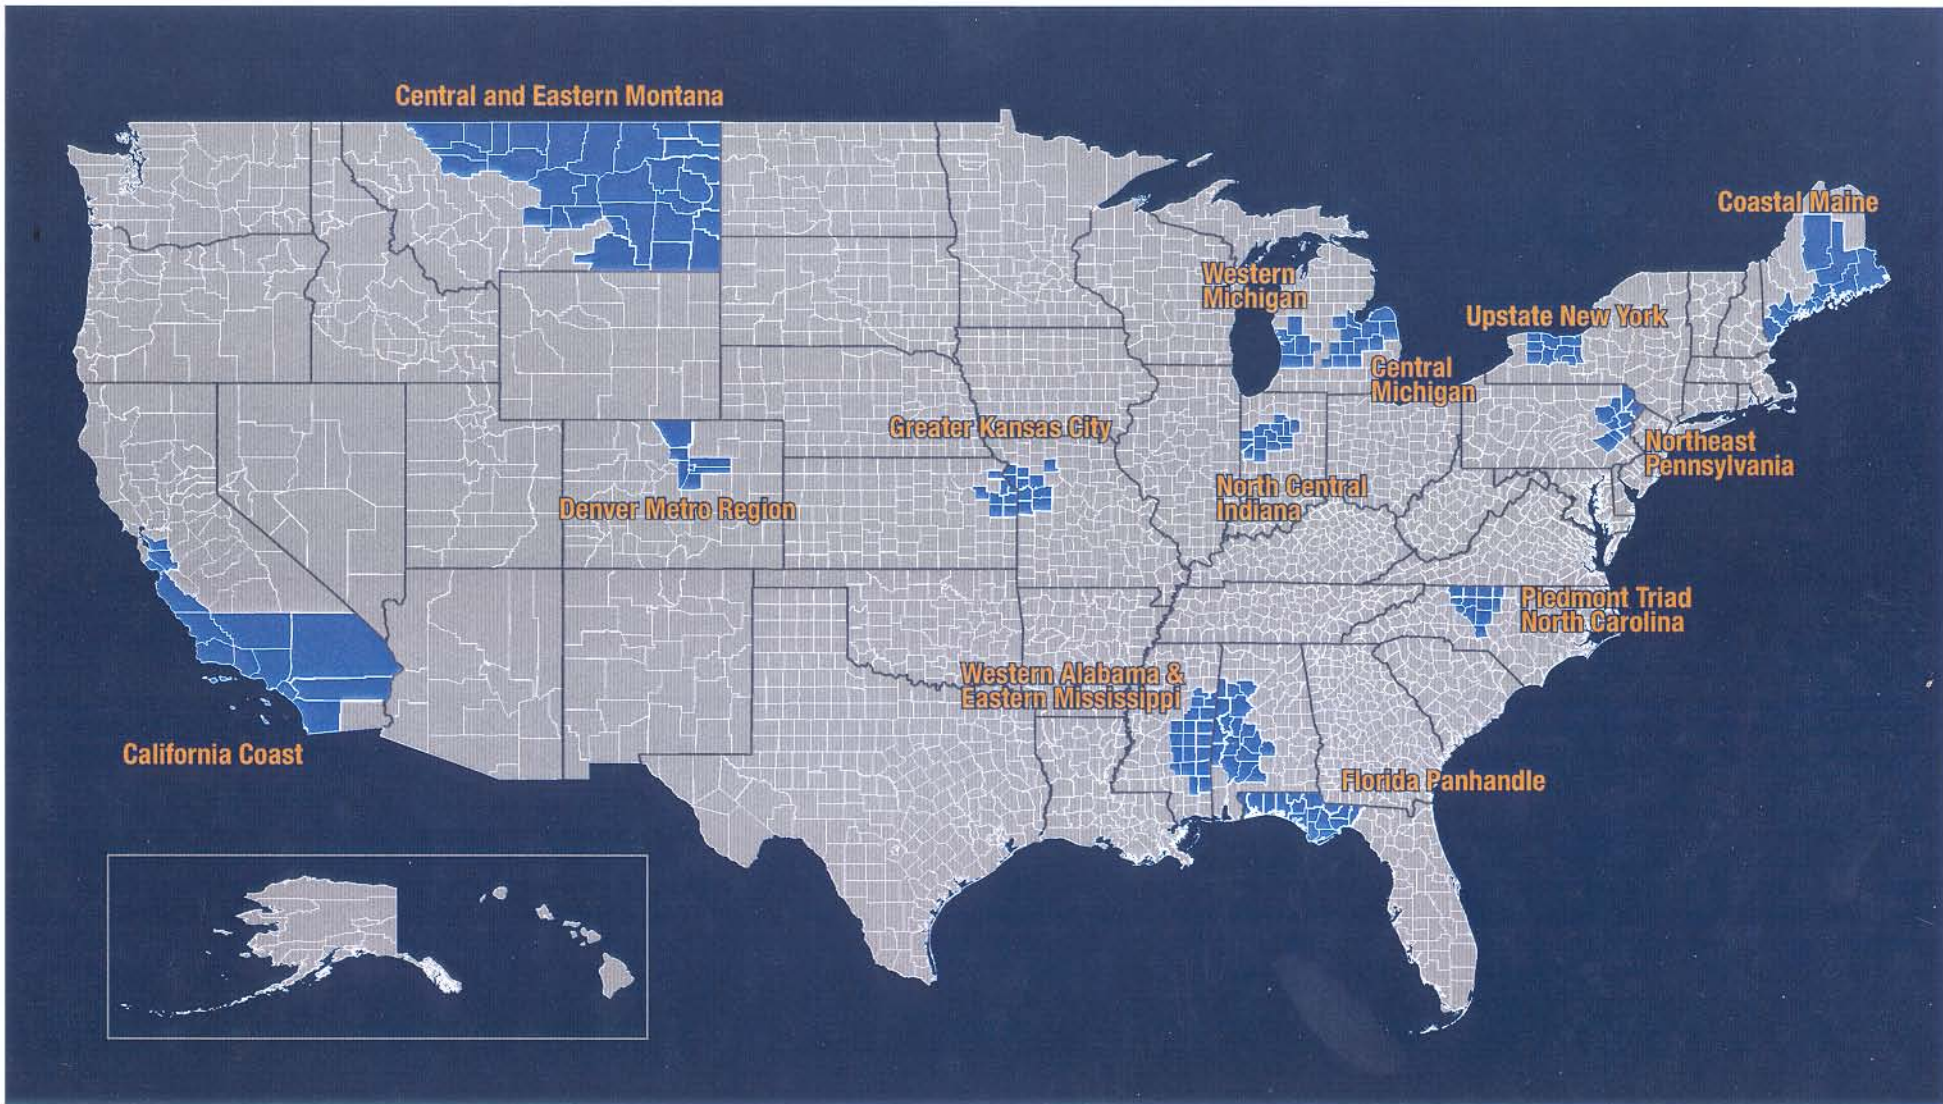 Central and Eastern Montana
Coastal Maine
Western
Michigan
Upstate New York
Central
Michigan
Greater Kansas City
Northeast
Pennsylvania
North Central
Indiana
Denver Metro Region
Piedmont Triad
North Carolina
Western Alabama &
Eastern Mississippi
California Coast
Florida Panhandle